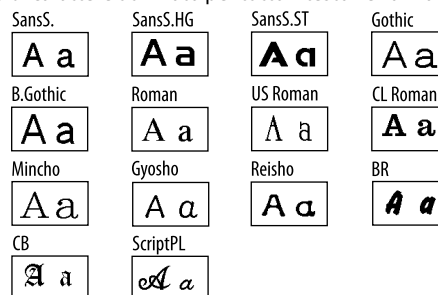 SansS. SansS.HG SansS.ST Gothic
A a A a A a A a
B.Gothic Roman US Roman CL Roman
A a A a A a A a
Mincho Gyosho Reisho BR
A a A a A a A a
CB ScriptPL
A a A a